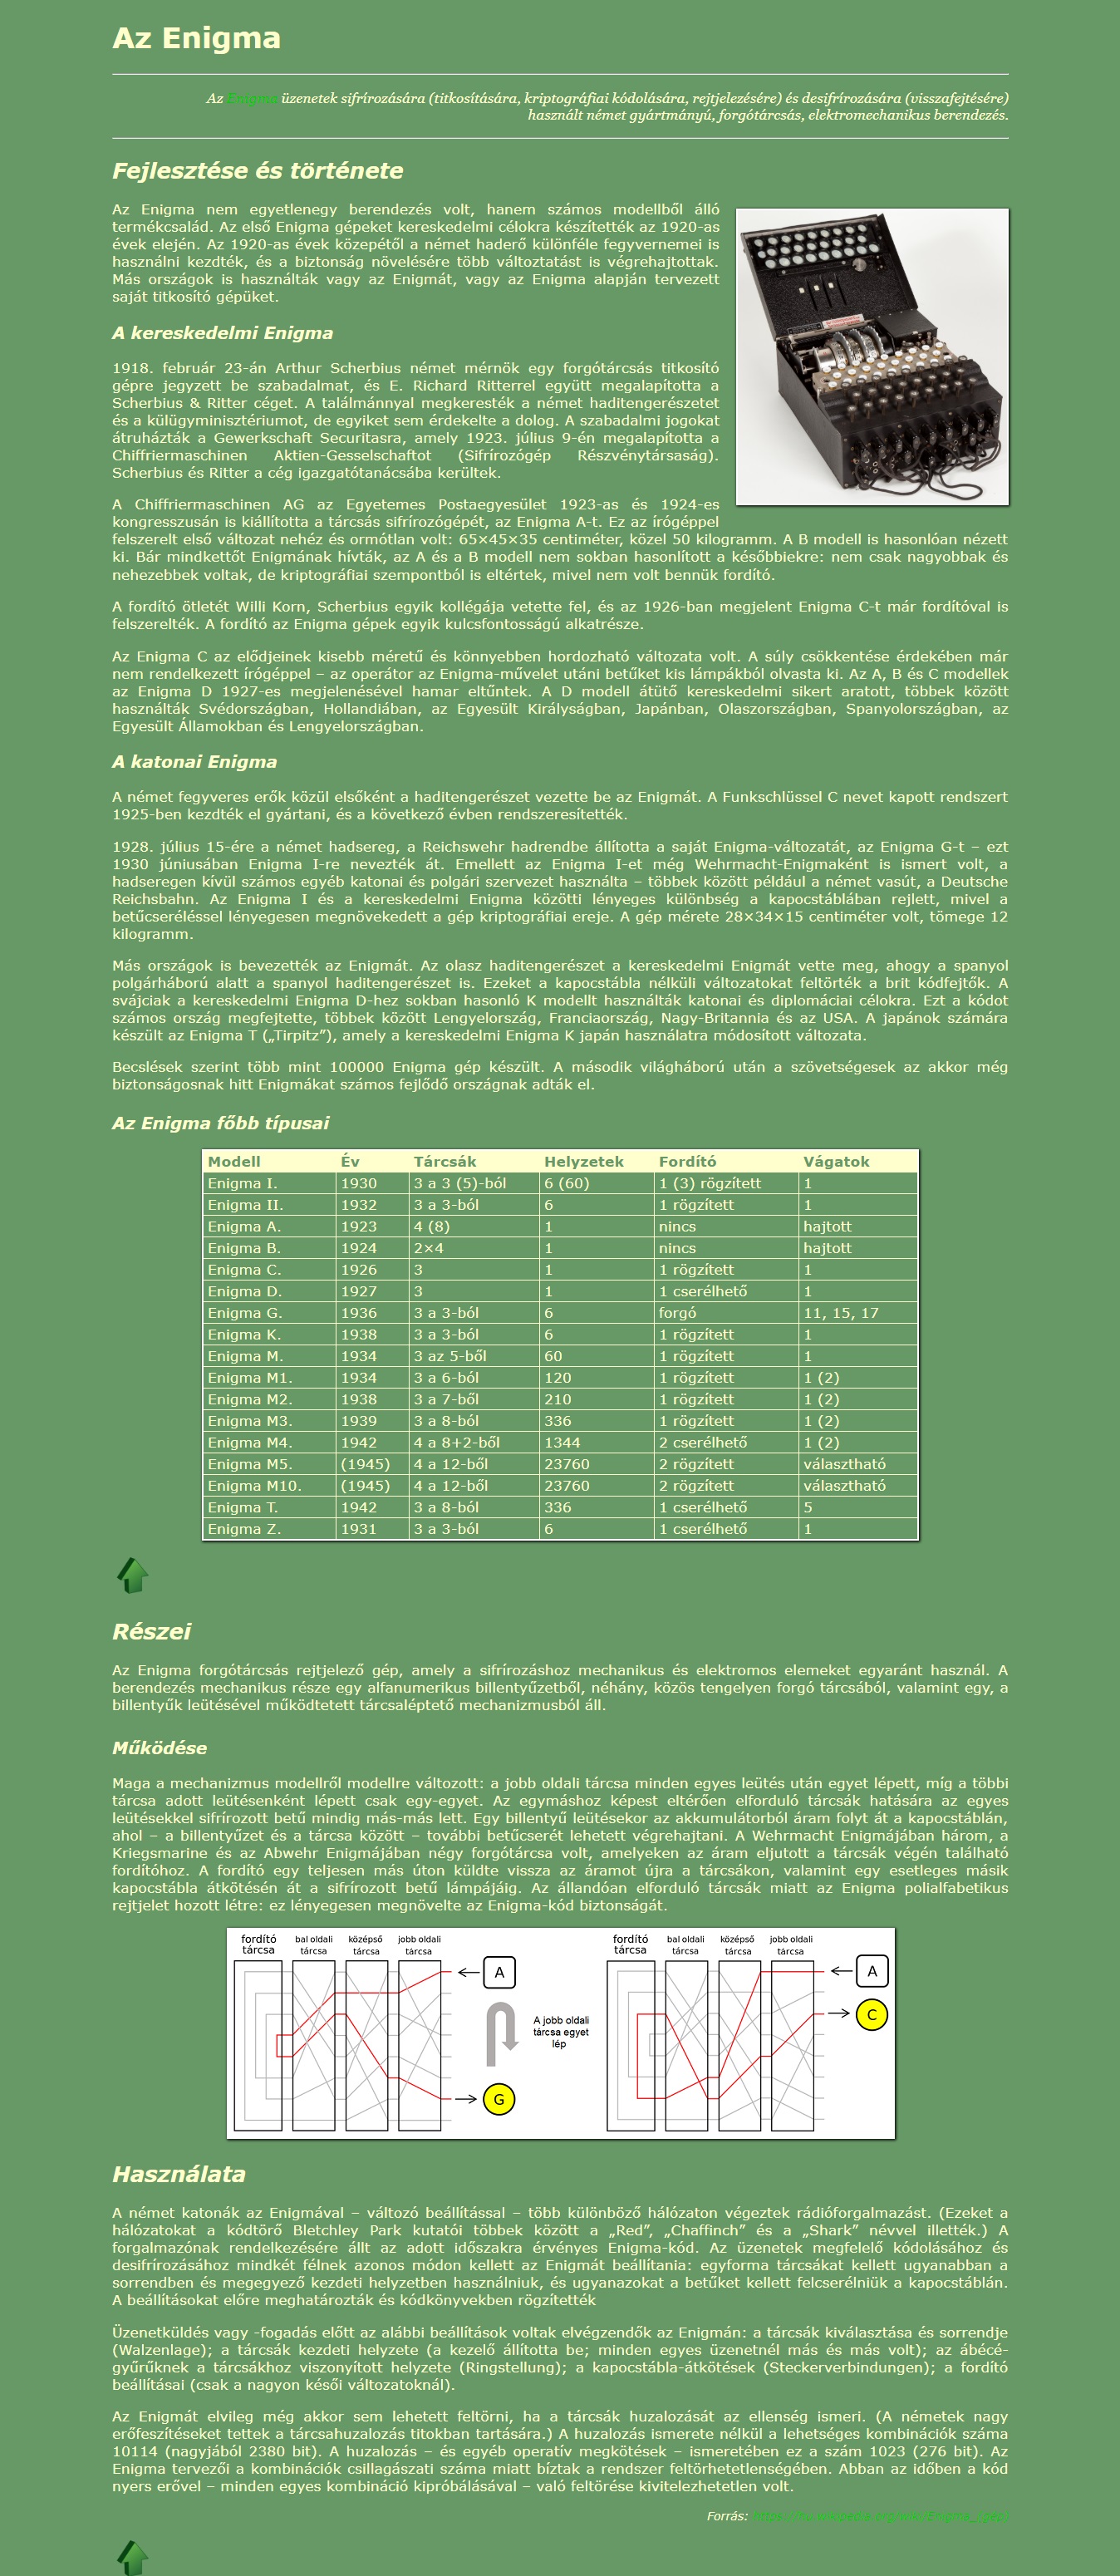 Az Enigma
Az Enigma üzenetek sifrírozására (titkosítására, kriptográfiai kódolására, rejtjelezésére) és desifrírozására (visszafejtésére)
használt német gyártmányú, forgótárcsás, elektromechanikus berendezés.
Fejlesztése és története
Az Enigma nem egyetlenegy berendezés volt, hanem számos modellből álló
termékcsalád. Az első Enigma gépeket kereskedelmi célokra készítették az 1920-as
évek elején. Az 1920-as évek közepétől a német haderő különféle fegyvernemei is
használni kezdték, és a biztonság növelésére több változtatást is végrehajtottak.
Más országok is használták vagy az Enigmát, vagy az Enigma alapján tervezett
saját titkosító gépüket.
A kereskedelmi Enigma
1918. február 23-án Arthur Scherbius német mérnök egy forgótárcsás titkosító
gépre jegyzett be szabadalmat, és E. Richard Ritterrel együtt megalapította a
Scherbius & Ritter céget. A találmánnyal megkeresték a német haditengerészetet
és a külügyminisztériumot, de egyiket sem érdekelte a dolog. A szabadalmi jogokat
átruházták a Gewerkschaft Securitasra, amely 1923. július 9-én megalapította a
Chiffriermaschinen Aktien-Gesselschaftot (Sifrírozógép Részvénytársaság).
Scherbius és Ritter a cég igazgatótanácsába kerültek.
A Chiffriermaschinen AG az Egyetemes Postaegyesület 1923-as és 1924-es
kongresszusán is kiállította a tárcsás sifrírozógépét, az Enigma A-t. Ez az írógéppel
felszerelt első változat nehéz és ormótlan volt: 65×45×35 centiméter, közel 50 kilogramm. A B modell is hasonlóan nézett
ki. Bár mindkettőt Enigmának hívták, az A és a B modell nem sokban hasonlított a későbbiekre: nem csak nagyobbak és
nehezebbek voltak, de kriptográfiai szempontból is eltértek, mivel nem volt bennük fordító.
A fordító ötletét Willi Korn, Scherbius egyik kollégája vetette fel, és az 1926-ban megjelent Enigma C-t már fordítóval is
felszerelték. A fordító az Enigma gépek egyik kulcsfontosságú alkatrésze.
Az Enigma C az elődjeinek kisebb méretű és könnyebben hordozható változata volt. A súly csökkentése érdekében már
nem rendelkezett írógéppel – az operátor az Enigma-művelet utáni betűket kis lámpákból olvasta ki. Az A, B és C modellek
az Enigma D 1927-es megjelenésével hamar eltűntek. A D modell átütő kereskedelmi sikert aratott, többek között
használták Svédországban, Hollandiában, az Egyesült Királyságban, Japánban, Olaszországban, Spanyolországban, az
Egyesült Államokban és Lengyelországban.
A katonai Enigma
A német fegyveres erők közül elsőként a haditengerészet vezette be az Enigmát. A Funkschlüssel C nevet kapott rendszert
1925-ben kezdték el gyártani, és a következő évben rendszeresítették.
1928. július 15-ére a német hadsereg, a Reichswehr hadrendbe állította a saját Enigma-változatát, az Enigma G-t – ezt
1930 júniusában Enigma I-re nevezték át. Emellett az Enigma I-et még Wehrmacht-Enigmaként is ismert volt, a
hadseregen kívül számos egyéb katonai és polgári szervezet használta – többek között például a német vasút, a Deutsche
Reichsbahn. Az Enigma I és a kereskedelmi Enigma közötti lényeges különbség a kapocstáblában rejlett, mivel a
betűcseréléssel lényegesen megnövekedett a gép kriptográfiai ereje. A gép mérete 28×34×15 centiméter volt, tömege 12
kilogramm.
Más országok is bevezették az Enigmát. Az olasz haditengerészet a kereskedelmi Enigmát vette meg, ahogy a spanyol
polgárháború alatt a spanyol haditengerészet is. Ezeket a kapocstábla nélküli változatokat feltörték a brit kódfejtők. A
svájciak a kereskedelmi Enigma D-hez sokban hasonló K modellt használták katonai és diplomáciai célokra. Ezt a kódot
számos ország megfejtette, többek között Lengyelország, Franciaország, Nagy-Britannia és az USA. A japánok számára
készült az Enigma T („Tirpitz”), amely a kereskedelmi Enigma K japán használatra módosított változata.
Becslések szerint több mint 100000 Enigma gép készült. A második világháború után a szövetségesek az akkor még
biztonságosnak hitt Enigmákat számos fejlődő országnak adták el.
Az Enigma főbb típusai
Modell Év Tárcsák Helyzetek Fordító Vágatok
Enigma I. 1930 3 a 3 (5)-ból 6 (60) 1 (3) rögzített 1
Enigma II. 1932 3 a 3-ból 6 1 rögzített 1
Enigma A. 1923 4 (8) 1 nincs hajtott
Enigma B. 1924 2×4 1 nincs hajtott
Enigma C. 1926 3 1 1 rögzített 1
Enigma D. 1927 3 1 1 cserélhető 1
Enigma G. 1936 3 a 3-ból 6 forgó 11, 15, 17
Enigma K. 1938 3 a 3-ból 6 1 rögzített 1
Enigma M. 1934 3 az 5-ből 60 1 rögzített 1
Enigma M1. 1934 3 a 6-ból 120 1 rögzített 1 (2)
Enigma M2. 1938 3 a 7-ből 210 1 rögzített 1 (2)
Enigma M3. 1939 3 a 8-ból 336 1 rögzített 1 (2)
Enigma M4. 1942 4 a 8+2-ből 1344 2 cserélhető 1 (2)
Enigma M5. (1945) 4 a 12-ből 23760 2 rögzített választható
Enigma M10. (1945) 4 a 12-ből 23760 2 rögzített választható
Enigma T. 1942 3 a 8-ból 336 1 cserélhető 5
Enigma Z. 1931 3 a 3-ból 6 1 cserélhető 1
Részei
Az Enigma forgótárcsás rejtjelező gép, amely a sifrírozáshoz mechanikus és elektromos elemeket egyaránt használ. A
berendezés mechanikus része egy alfanumerikus billentyűzetből, néhány, közös tengelyen forgó tárcsából, valamint egy, a
billentyűk leütésével működtetett tárcsaléptető mechanizmusból áll.
Működése
Maga a mechanizmus modellről modellre változott: a jobb oldali tárcsa minden egyes leütés után egyet lépett, míg a többi
tárcsa adott leütésenként lépett csak egy-egyet. Az egymáshoz képest eltérően elforduló tárcsák hatására az egyes
leütésekkel sifrírozott betű mindig más-más lett. Egy billentyű leütésekor az akkumulátorból áram folyt át a kapocstáblán,
ahol – a billentyűzet és a tárcsa között – további betűcserét lehetett végrehajtani. A Wehrmacht Enigmájában három, a
Kriegsmarine és az Abwehr Enigmájában négy forgótárcsa volt, amelyeken az áram eljutott a tárcsák végén található
fordítóhoz. A fordító egy teljesen más úton küldte vissza az áramot újra a tárcsákon, valamint egy esetleges másik
kapocstábla átkötésén át a sifrírozott betű lámpájáig. Az állandóan elforduló tárcsák miatt az Enigma polialfabetikus
rejtjelet hozott létre: ez lényegesen megnövelte az Enigma-kód biztonságát.
fordító tárcsa bal oldali tárcsa középső tárcsa jobb oldali tárcsa
A
G
A jobb oldali
tárcsa egyet
lép
fordító tárcsa bal oldali tárcsa középső tárcsa jobb oldali tárcsa
A
C
Használata
A német katonák az Enigmával – változó beállítással – több különböző hálózaton végeztek rádióforgalmazást. (Ezeket a
hálózatokat a kódtörő Bletchley Park kutatói többek között a „Red”, „Chaffinch” és a „Shark” névvel illették.) A
forgalmazónak rendelkezésére állt az adott időszakra érvényes Enigma-kód. Az üzenetek megfelelő kódolásához és
desifrírozásához mindkét félnek azonos módon kellett az Enigmát beállítania: egyforma tárcsákat kellett ugyanabban a
sorrendben és megegyező kezdeti helyzetben használniuk, és ugyanazokat a betűket kellett felcserélniük a kapocstáblán.
A beállításokat előre meghatározták és kódkönyvekben rögzítették
Üzenetküldés vagy -fogadás előtt az alábbi beállítások voltak elvégzendők az Enigmán: a tárcsák kiválasztása és sorrendje
(Walzenlage); a tárcsák kezdeti helyzete (a kezelő állította be; minden egyes üzenetnél más és más volt); az ábécé-
gyűrűknek a tárcsákhoz viszonyított helyzete (Ringstellung); a kapocstábla-átkötések (Steckerverbindungen); a fordító
beállításai (csak a nagyon késői változatoknál).
Az Enigmát elvileg még akkor sem lehetett feltörni, ha a tárcsák huzalozását az ellenség ismeri. (A németek nagy
erőfeszítéseket tettek a tárcsahuzalozás titokban tartására.) A huzalozás ismerete nélkül a lehetséges kombinációk száma
10114 (nagyjából 2380 bit). A huzalozás – és egyéb operatív megkötések – ismeretében ez a szám 1023 (276 bit). Az
Enigma tervezői a kombinációk csillagászati száma miatt bíztak a rendszer feltörhetetlenségében. Abban az időben a kód
nyers erővel – minden egyes kombináció kipróbálásával – való feltörése kivitelezhetetlen volt.
Forrás: https://hu.wikipedia.org/wiki/Enigma_(gép)